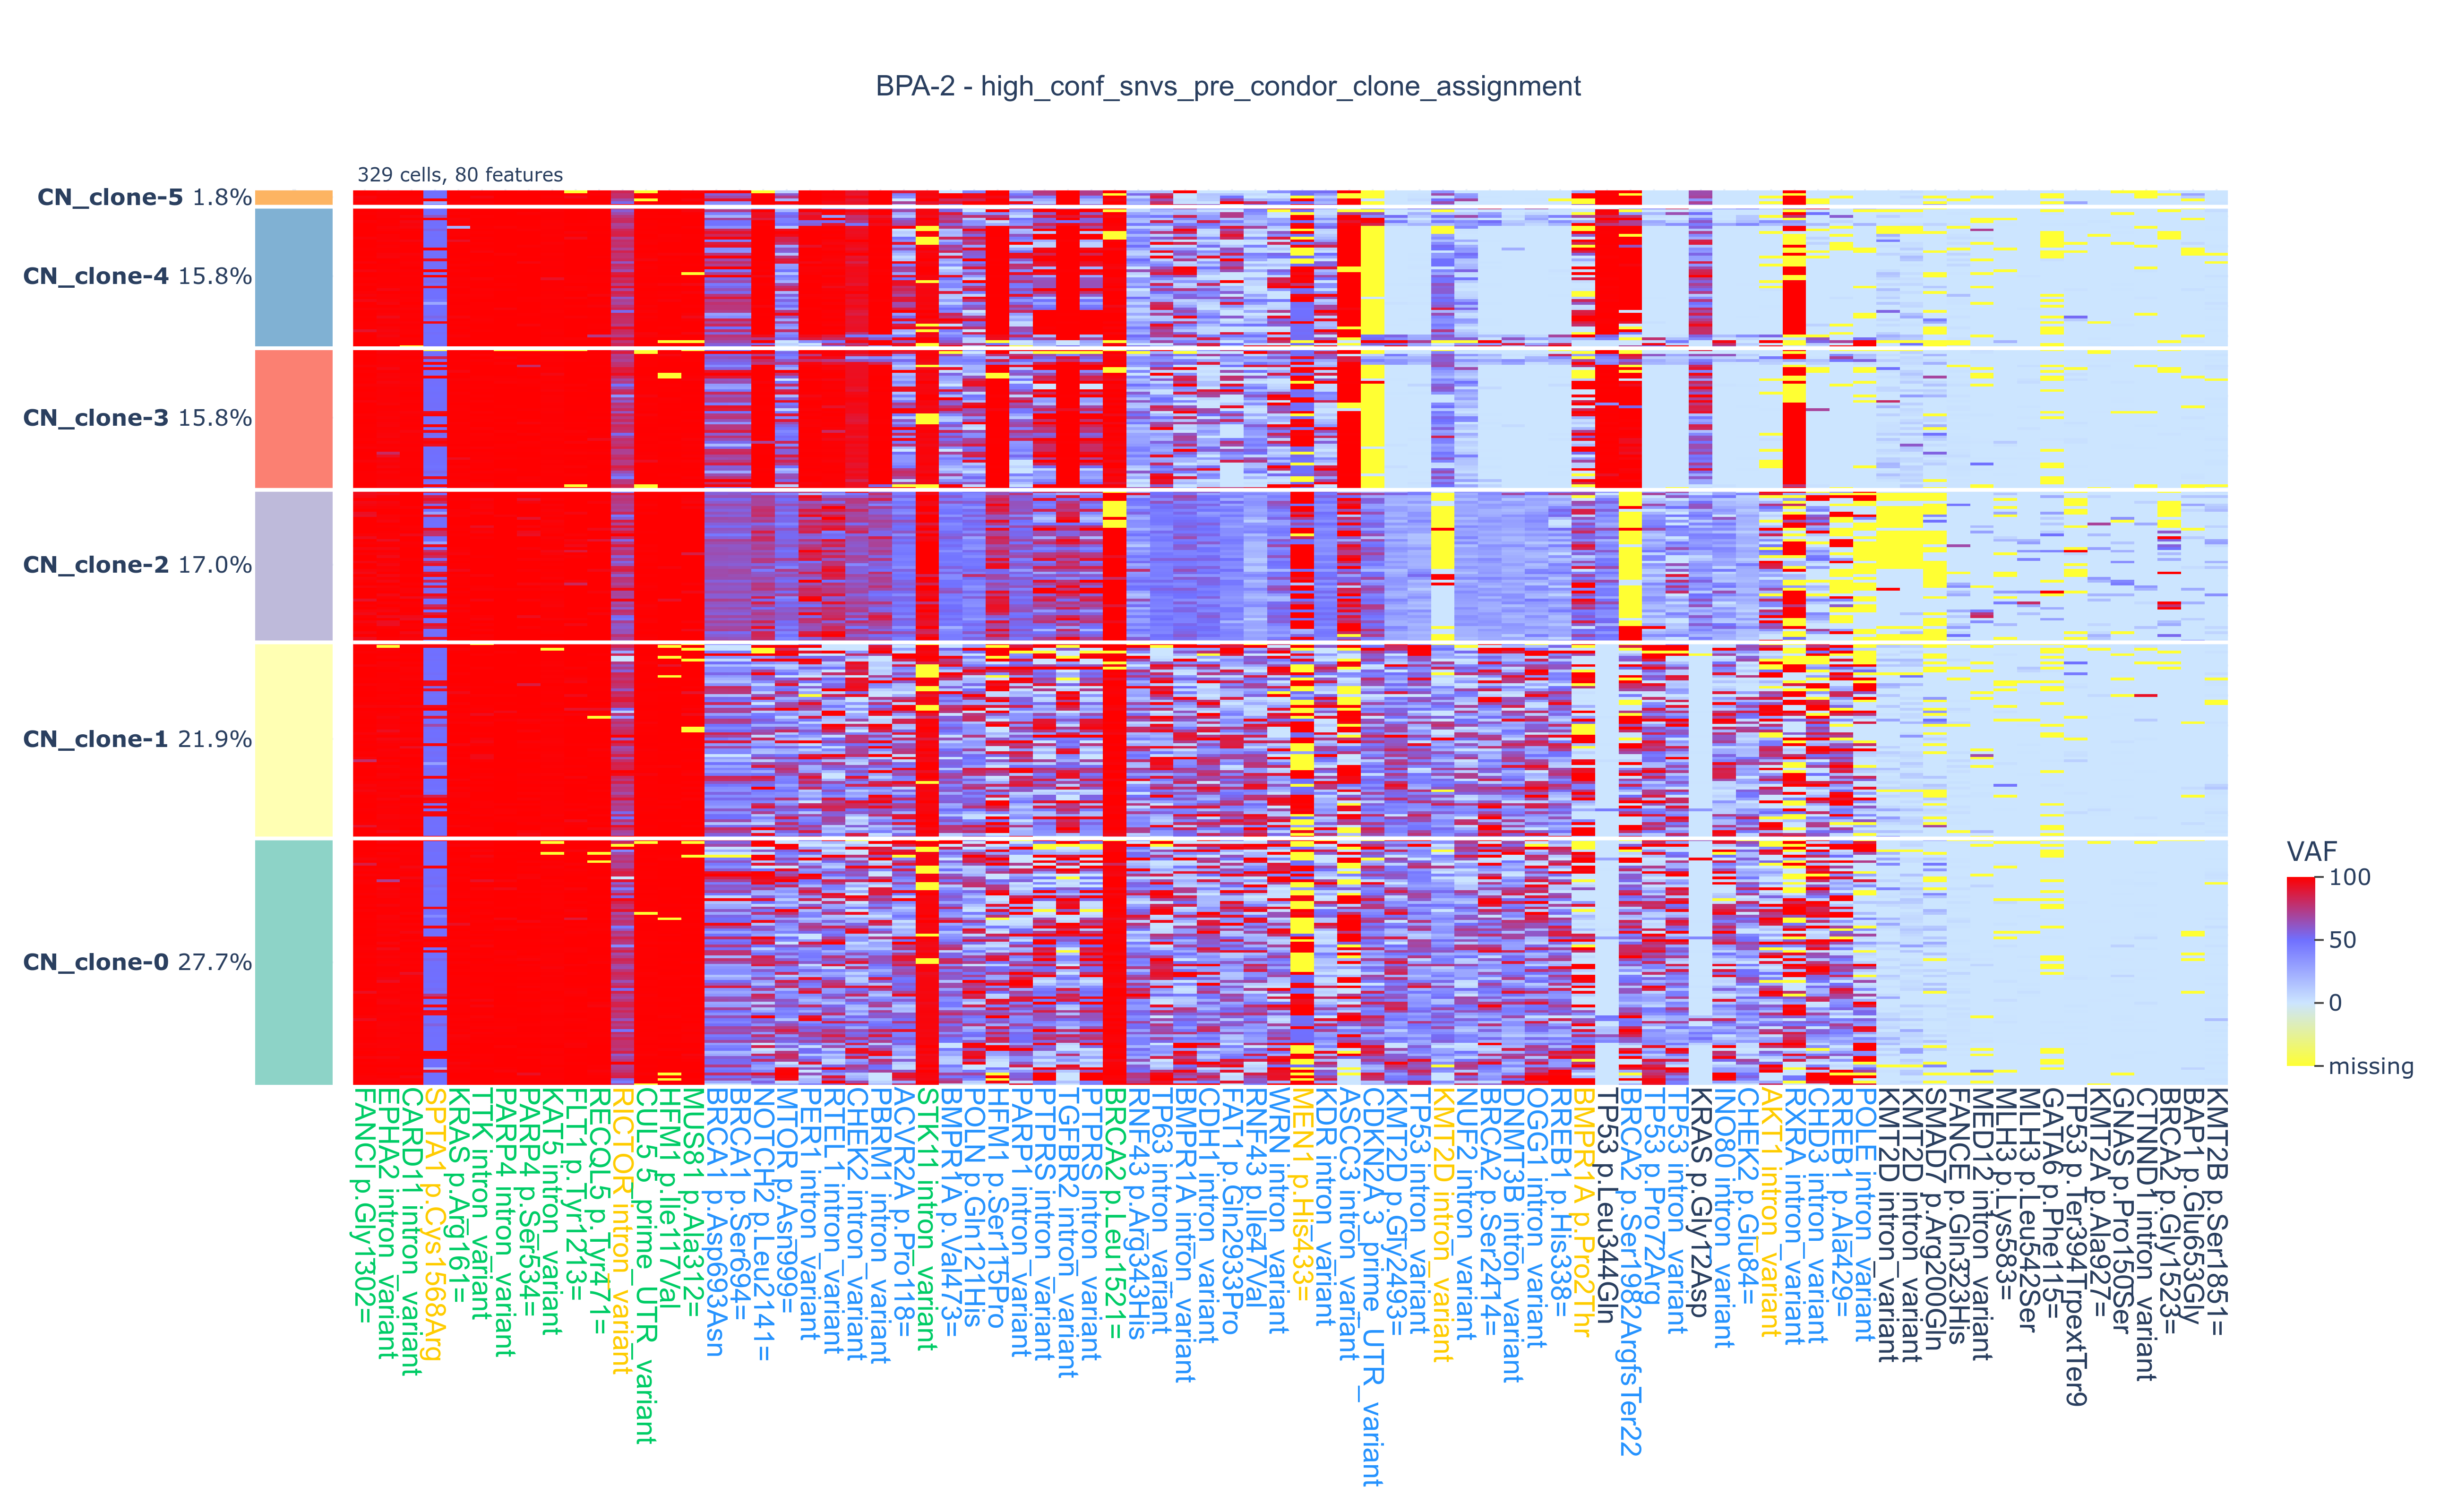 BPA-2 - high_conf_snvs_pre_condor_clone_assignment
329 cells, 80 features
CN_clone-5 1.8%
CN_clone-4 15.8%
CN_clone-3 15.8%
CN_clone-2 17.0%
CN_clone-1 21.9%
CN_clone-0 27.7%
VAF
100
50
0
missing
FANCI p.Gly1302=
EPHA2 intron_variant
CARD11 intron_variant
SPTA1 p.Cys1568Arg
KRAS p.Arg161=
TTK intron_variant
PARP4 intron_variant
PARP4 p.Ser534=
KAT5 intron_variant
FLT1 p.Tyr1213=
RECQL5 p.Tyr471=
RICTOR intron_variant
CUL5 5_prime_UTR_variant
HFM1 p.Ile117Val
MUS81 p.Ala312=
BRCA1 p.Asp693Asn
BRCA1 p.Ser694=
NOTCH2 p.Leu2141=
MTOR p.Asn999=
PER1 intron_variant
RTEL1 intron_variant
CHEK2 intron_variant
PBRM1 intron_variant
ACVR2A p.Pro118=
STK11 intron_variant
BMPR1A p.Val473=
POLN p.Gln121His
HFM1 p.Ser115Pro
PARP1 intron_variant
PTPRS intron_variant
TGFBR2 intron_variant
PTPRS intron_variant
BRCA2 p.Leu1521=
RNF43 p.Arg343His
TP63 intron_variant
BMPR1A intron_variant
CDH1 intron_variant
FAT1 p.Gln2933Pro
RNF43 p.Ile47Val
WRN intron_variant
MEN1 p.His433=
KDR intron_variant
ASCC3 intron_variant
CDKN2A 3_prime_UTR_variant
KMT2D p.Gly2493=
TP53 intron_variant
KMT2D intron_variant
NUF2 intron_variant
BRCA2 p.Ser2414=
DNMT3B intron_variant
OGG1 intron_variant
RREB1 p.His338=
BMPR1A p.Pro2Thr
TP53 p.Leu344Gln
BRCA2 p.Ser1982ArgfsTer22
TP53 p.Pro72Arg
TP53 intron_variant
KRAS p.Gly12Asp
INO80 intron_variant
CHEK2 p.Glu84=
AKT1 intron_variant
RXRA intron_variant
CHD3 intron_variant
RREB1 p.Ala429=
POLE intron_variant
KMT2D intron_variant
KMT2D intron_variant
SMAD7 p.Arg200Gln
FANCE p.Gln323His
MED12 intron_variant
MLH3 p.Lys583=
MLH3 p.Leu542Ser
GATA6 p.Phe115=
TP53 p.Ter394TrpextTer9
KMT2A p.Ala927=
GNAS p.Pro150Ser
CTNND1 intron_variant
BRCA2 p.Gly1523=
BAP1 p.Glu653Gly
KMT2B p.Ser1851=